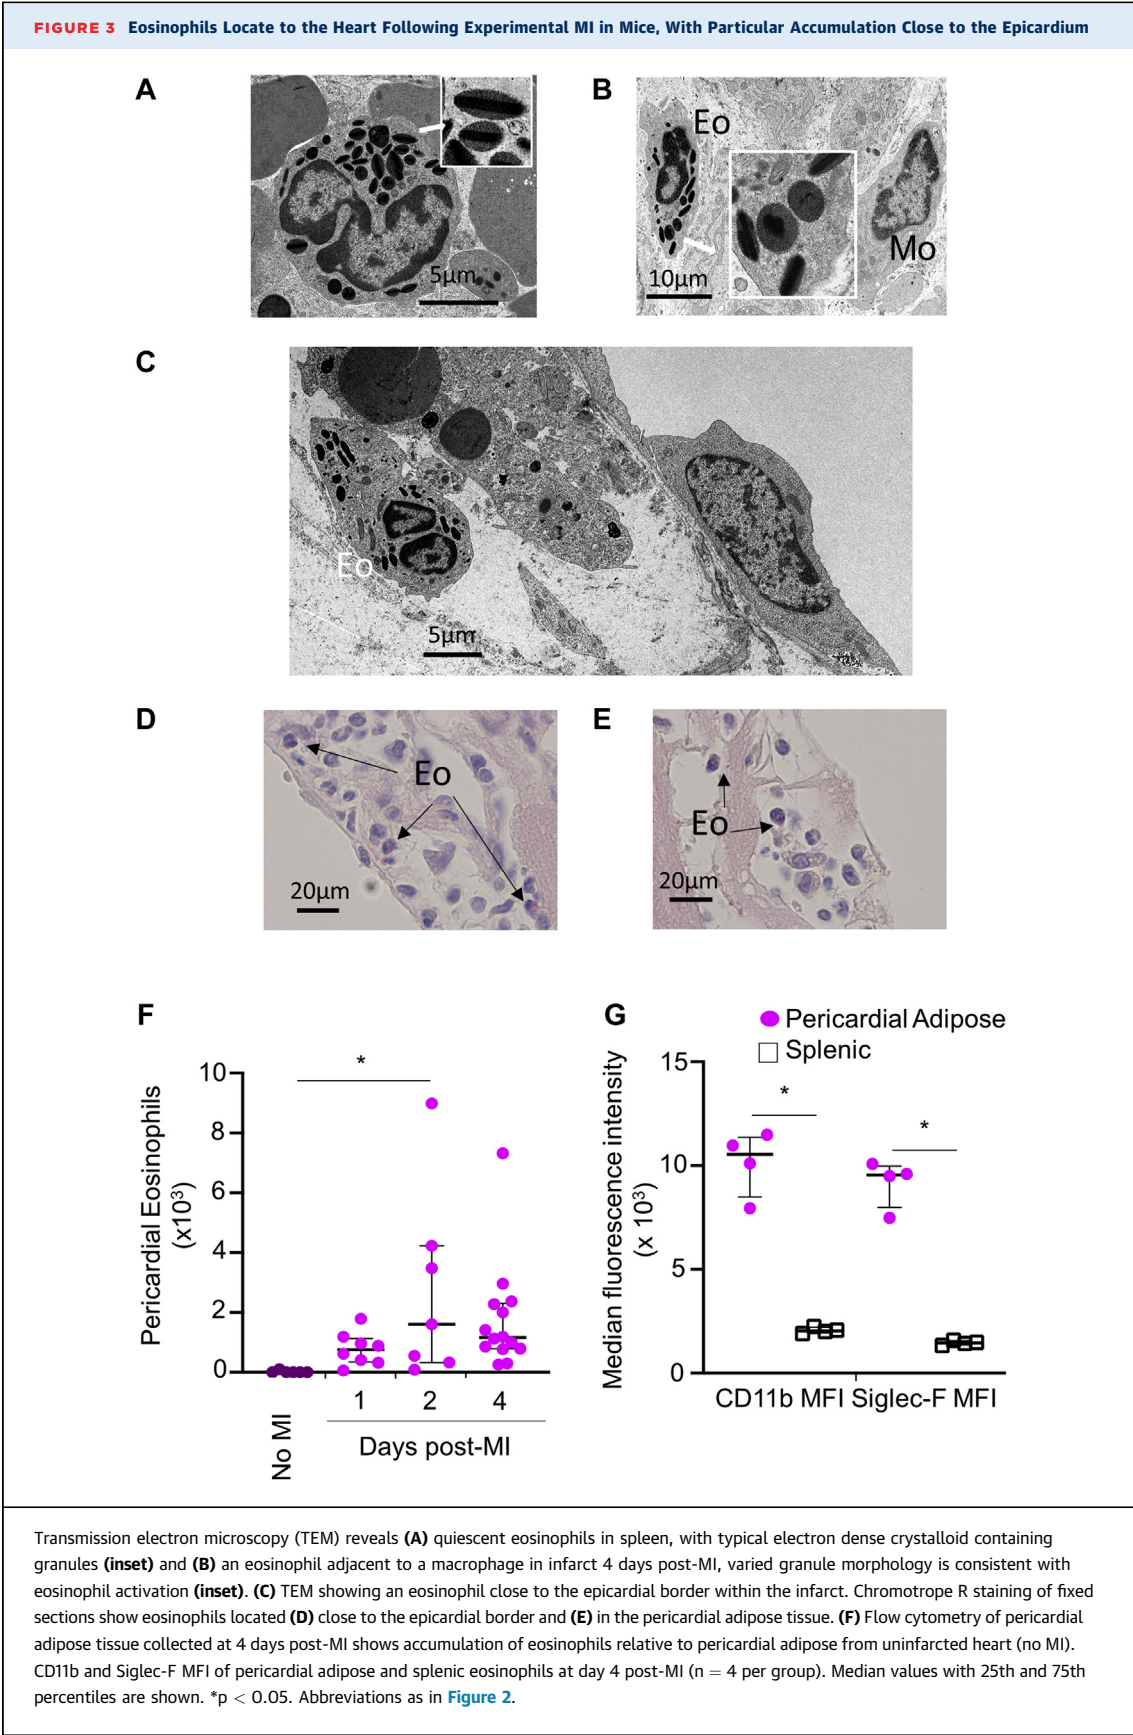 FIGURE 3 Eosinophils Locate to the Heart Following Experimental MI in Mice, With Particular Accumulation Close to the Epicardium
A
5µm
B
Eo
Mo
10µm
C
Eo
5µm
D
Eo
20µm
E
Eo
20µm
F
Pericardial Eosinophils
(x10³)
10
8
6
4
2
0
*
No MI
1 2 4
Days post-MI
G
Pericardial Adipose
Splenic
Median fluorescence intensity
(x 10³)
15
10
5
0
*
*
CD11b MFI Siglec-F MFI
Transmission electron microscopy (TEM) reveals (A) quiescent eosinophils in spleen, with typical electron dense crystalloid containing
granules (inset) and (B) an eosinophil adjacent to a macrophage in infarct 4 days post-MI, varied granule morphology is consistent with
eosinophil activation (inset). (C) TEM showing an eosinophil close to the epicardial border within the infarct. Chromotrope R staining of fixed
sections show eosinophils located (D) close to the epicardial border and (E) in the pericardial adipose tissue. (F) Flow cytometry of pericardial
adipose tissue collected at 4 days post-MI shows accumulation of eosinophils relative to pericardial adipose from uninfarcted heart (no MI).
CD11b and Siglec-F MFI of pericardial adipose and splenic eosinophils at day 4 post-MI (n = 4 per group). Median values with 25th and 75th
percentiles are shown. *p < 0.05. Abbreviations as in Figure 2.